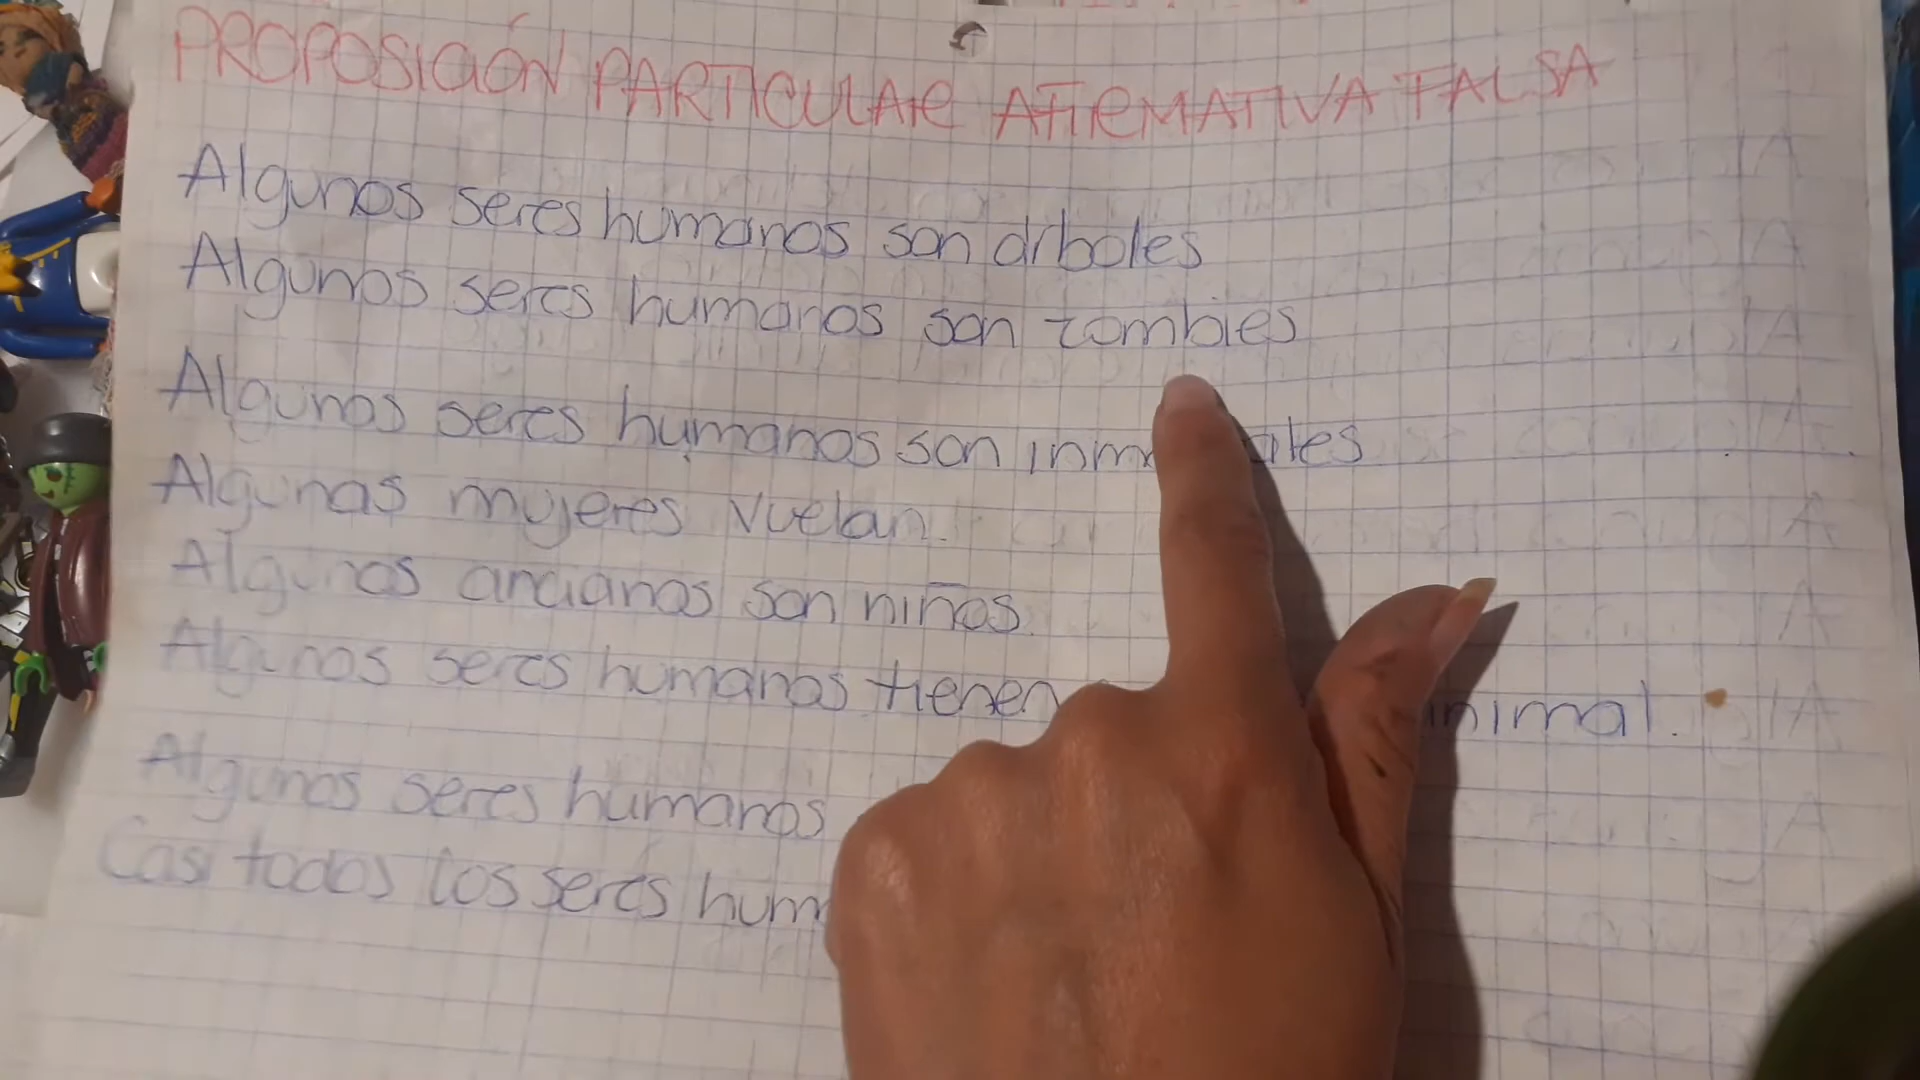 PROPOSICIÓN PARTICULAR AFIRMATIVA FALSA
Algunos seres humanos son árboles
Algunos seres humanos son zombies
Algunos seres humanos son
Algunas mujeres vuelan.
Algunos ancianos son niños.
Algunos seres humanos tienen animal.
Algunos seres humanos
Casi todos los seres